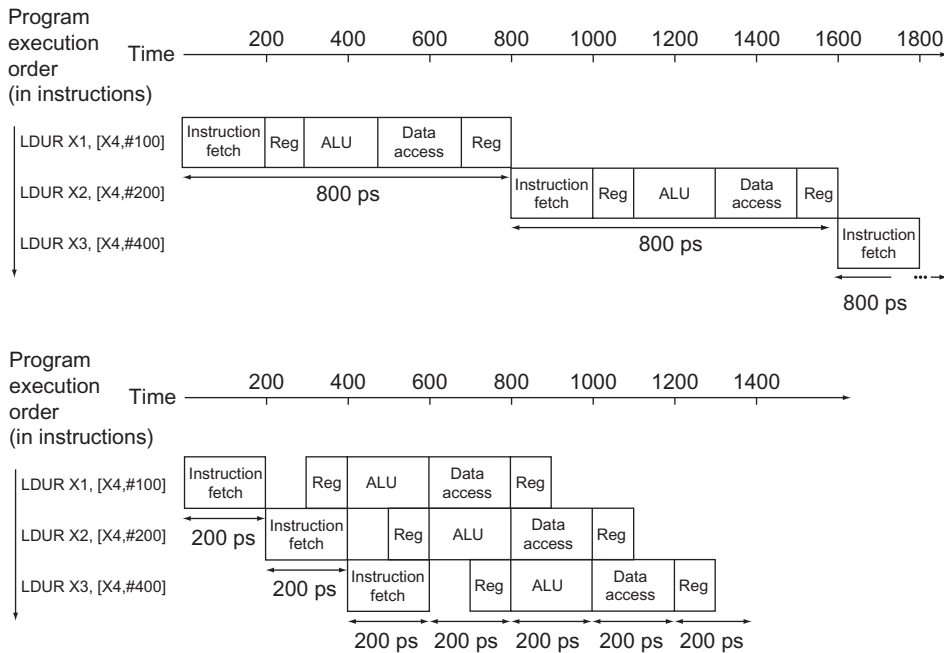 Program
execution
order
(in instructions)
Time
200 400 600 800 1000 1200 1400 1600 1800
LDUR X1, [X4,#100]
Instruction
fetch
Reg
ALU
Data
access
Reg
800 ps
LDUR X2, [X4,#200]
Instruction
fetch
Reg
ALU
Data
access
Reg
800 ps
LDUR X3, [X4,#400]
Instruction
fetch
...
800 ps
Program
execution
order
(in instructions)
Time
200 400 600 800 1000 1200 1400
LDUR X1, [X4,#100]
Instruction
fetch
Reg
ALU
Data
access
Reg
200 ps
LDUR X2, [X4,#200]
Instruction
fetch
Reg
ALU
Data
access
Reg
200 ps
LDUR X3, [X4,#400]
Instruction
fetch
Reg
ALU
Data
access
Reg
200 ps 200 ps 200 ps 200 ps 200 ps